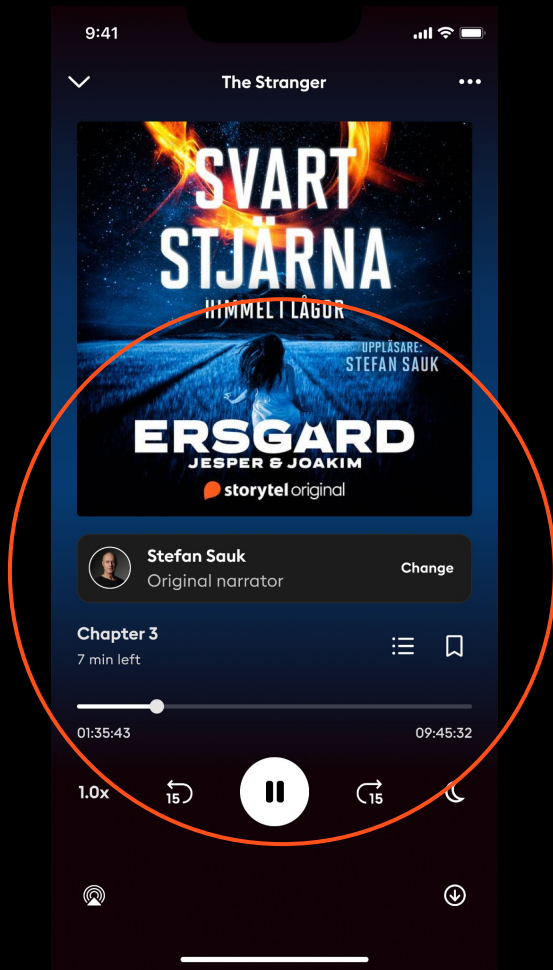 9:41
The Stranger
SVART
STJÄRNA
HIMMEL I LÅGOR
UPPLÄSARE:
STEFAN SAUK
ERSGARD
JESPER & JOAKIM
storytel original
Stefan Sauk
Original narrator
Change
Chapter 3
7 min left
01:35:43
09:45:32
1.0x
15
15